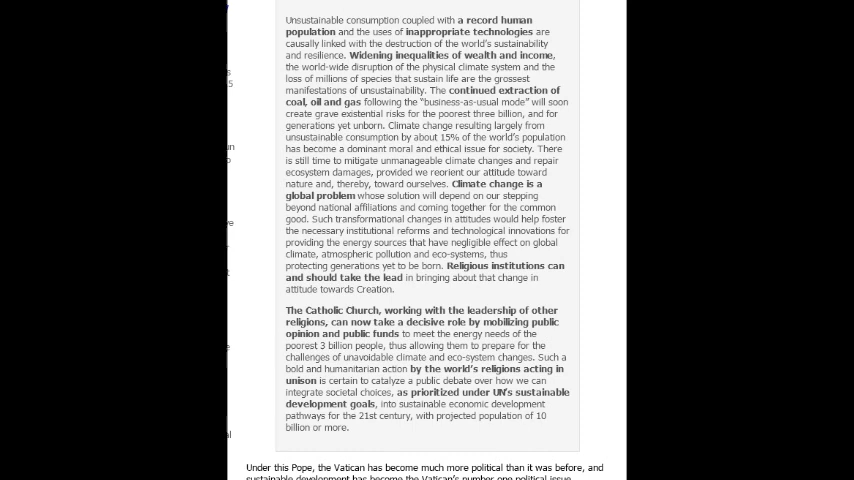 Unsustainable consumption coupled with a record human
population and the uses of inappropriate technologies are
causally linked with the destruction of the world's sustainability
and resilience. Widening inequalities of wealth and income,
the world-wide disruption of the physical climate system and the
loss of millions of species that sustain life are the grossest
manifestations of unsustainability. The continued extraction of
coal, oil and gas following the "business-as-usual mode" will soon
create grave existential risks for the poorest three billion, and for
generations yet unborn. Climate change resulting largely from
unsustainable consumption by about 15% of the world's population
has become a dominant moral and ethical issue for society. There
is still time to mitigate unmanageable climate changes and repair
ecosystem damages, provided we reorient our attitude toward
nature and, thereby, toward ourselves. Climate change is a
global problem whose solution will depend on our stepping
beyond national affiliations and coming together for the common
good. Such transformational changes in attitudes would help foster
the necessary institutional reforms and technological innovations for
providing the energy sources that have negligible effect on global
climate, atmospheric pollution and eco-systems, thus
protecting generations yet to be born. Religious institutions can
and should take the lead in bringing about that change in
attitude towards Creation.
The Catholic Church, working with the leadership of other
religions, can now take a decisive role by mobilizing public
opinion and public funds to meet the energy needs of the
poorest 3 billion people, thus allowing them to prepare for the
challenges of unavoidable climate and eco-system changes. Such a
bold and humanitarian action by the world's religions acting in
unison is certain to catalyze a public debate over how we can
integrate societal choices, as prioritized under UN's sustainable
development goals, into sustainable economic development
pathways for the 21st century, with projected population of 10
billion or more.
Under this Pope, the Vatican has become much more political than it was before, and
sustainable development has become the Vatican's number one political issue